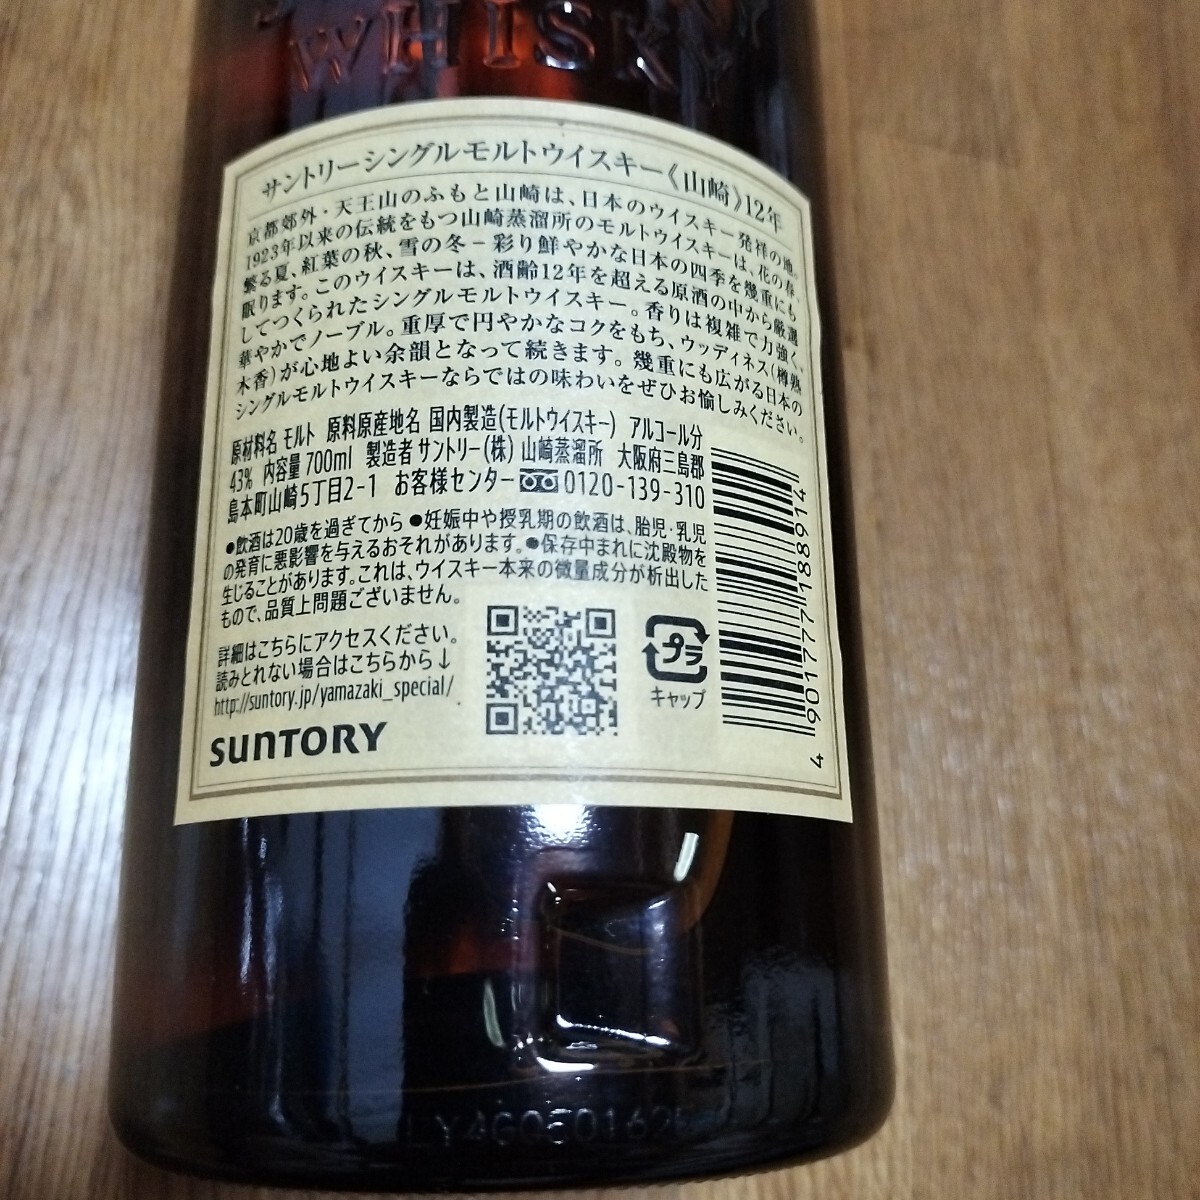 WHISKY
サントリーシングルモルトウイスキー《山崎》12年
京都郊外・天王山のふもと山崎は、日本のウイスキー発祥の地。
1923年以来の伝統をもつ山崎蒸溜所のモルトウイスキーは、花の春、
繁る夏、紅葉の秋、雪の冬－彩り鮮やかな日本の四季を幾重にも
眠ります。このウイスキーは、酒齢12年を超える原酒の中から厳選
してつくられたシングルモルトウイスキー。香りは複雑で力強く、
華やかでノーブル。重厚で円やかなコクをもち、ウッディネス(樽熟
木香)が心地よい余韻となって続きます。幾重にも広がる日本の
シングルモルトウイスキーならではの味わいをぜひお愉しみください。
原材料名 モルト 原料原産地名 国内製造(モルトウイスキー) アルコール分
43% 内容量 700ml 製造者 サントリー(株) 山崎蒸溜所 大阪府三島郡
島本町山崎5丁目2-1 お客様センター 0120-139-310
●飲酒は20歳を過ぎてから ●妊娠中や授乳期の飲酒は、胎児・乳児
の発育に悪影響を与えるおそれがあります。●保存中まれに沈殿物を
生じることがあります。これは、ウイスキー本来の微量成分が析出した
もので、品質上問題ございません。
詳細はこちらにアクセスください。
読みとれない場合はこちらから↓
http://suntory.jp/yamazaki_special/
SUNTORY
プラ
キャップ
4 901777 188914